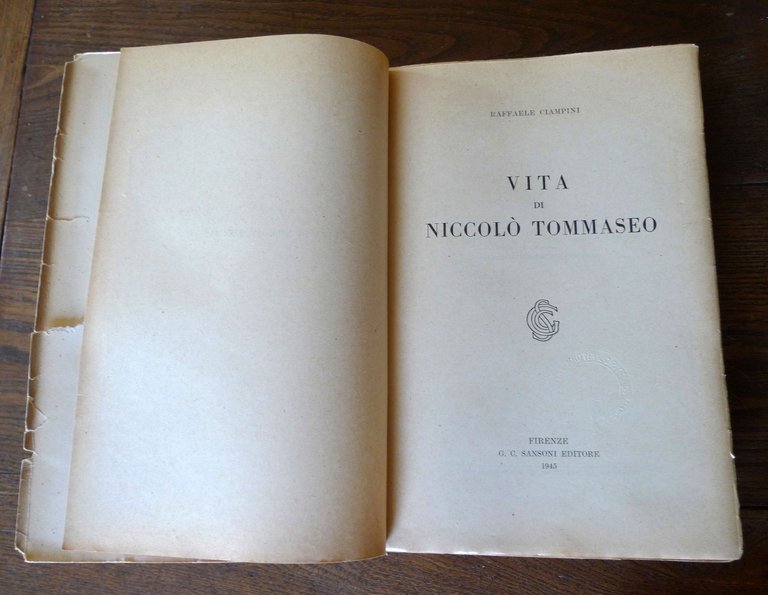 RAFFAELE CIAMPINI
VITA
DI
NICCOLÒ TOMMASEO
FIRENZE
G. C. SANSONI EDITORE
1945